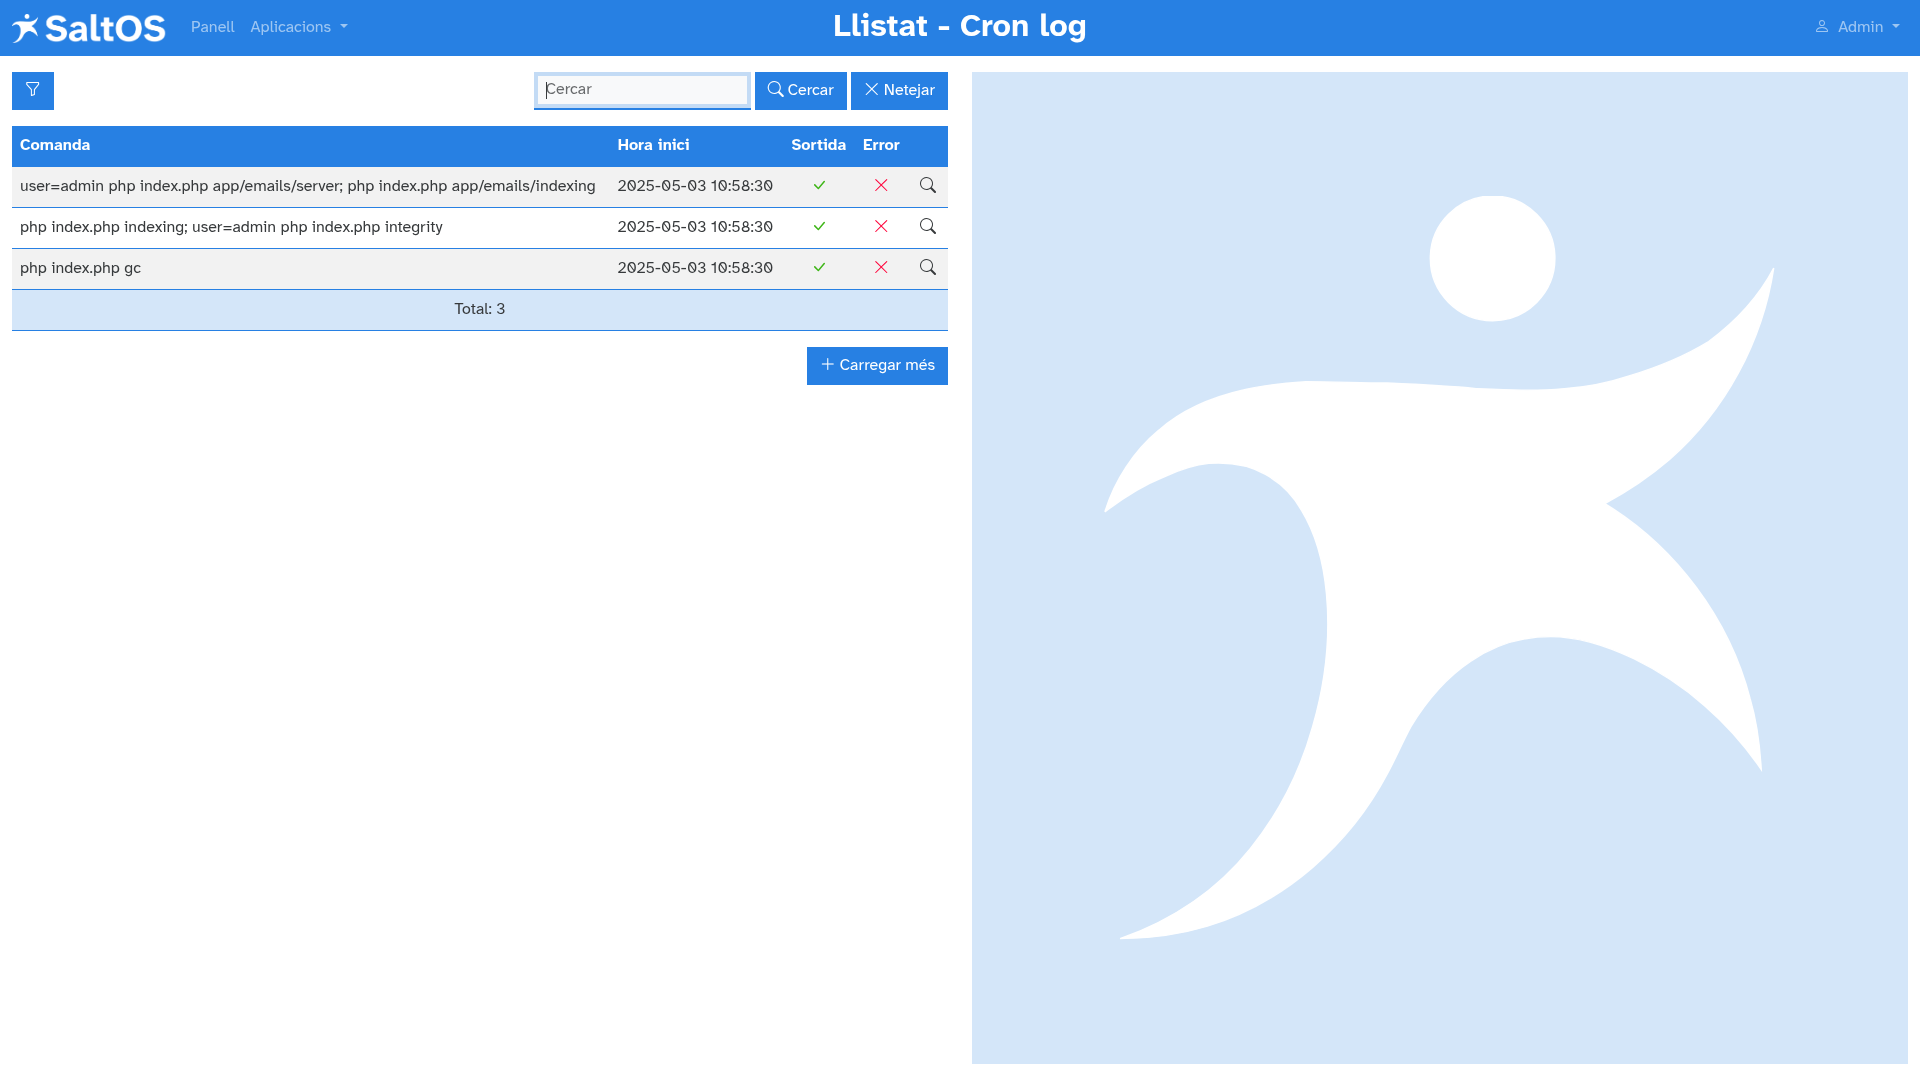 SaltOS Panell Aplicacions Llistat - Cron log Admin
Cercar Cercar Netejar
Comanda Hora inici Sortida Error
user=admin php index.php app/emails/server; php index.php app/emails/indexing 2025-05-03 10:58:30
php index.php indexing; user=admin php index.php integrity 2025-05-03 10:58:30
php index.php gc 2025-05-03 10:58:30
Total: 3
Carregar més